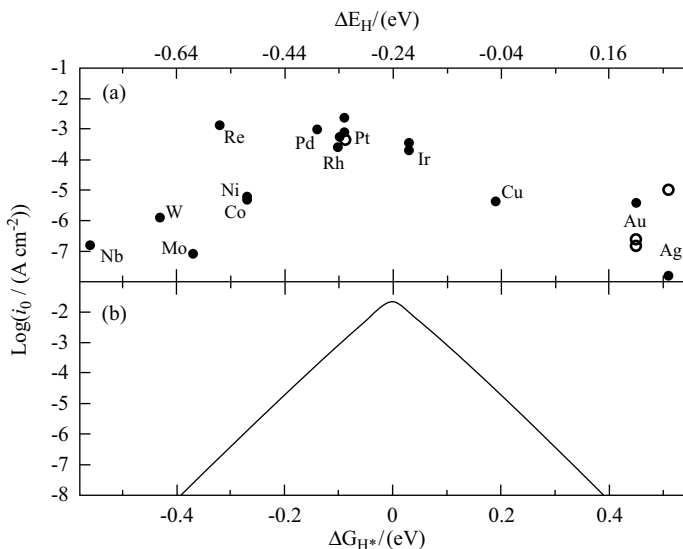 ΔE_H/(eV)
-0.64 -0.44 -0.24 -0.04 0.16
-1
(a)
-2
-3
Re
Pd
Pt
Rh
Ir
-4
-5
Ni
Cu
W
Co
Au
-6
Nb
Mo
Ag
-7
Log(i_0 / (A cm^-2))
(b)
-2
-3
-4
-5
-6
-7
-8
-0.4 -0.2 0 0.2 0.4
ΔG_H*/(eV)